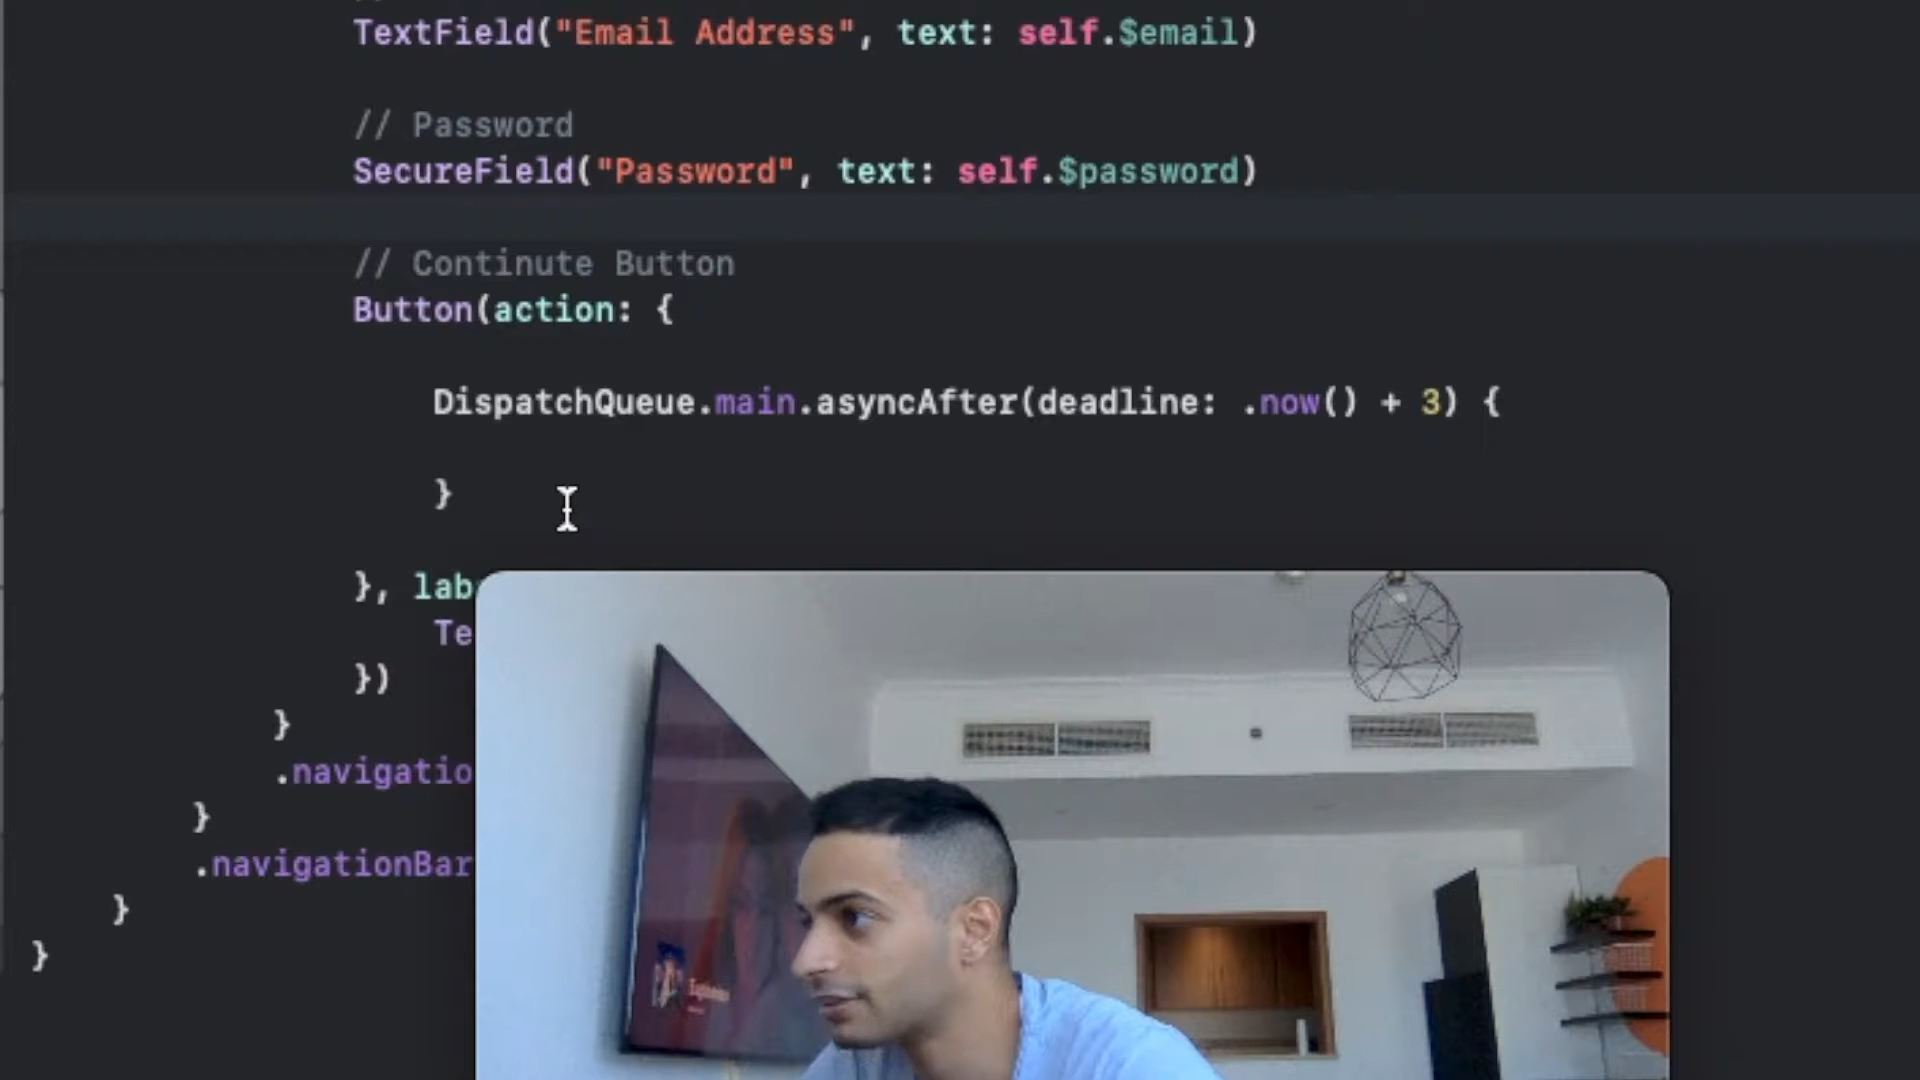 TextField("Email Address", text: self.$email)
// Password
SecureField("Password", text: self.$password)
// Continute Button
Button(action: {
DispatchQueue.main.asyncAfter(deadline: .now() + 3) {
}
}, lab
Te
})
}
.navigatio
}
.navigationBar
}
}